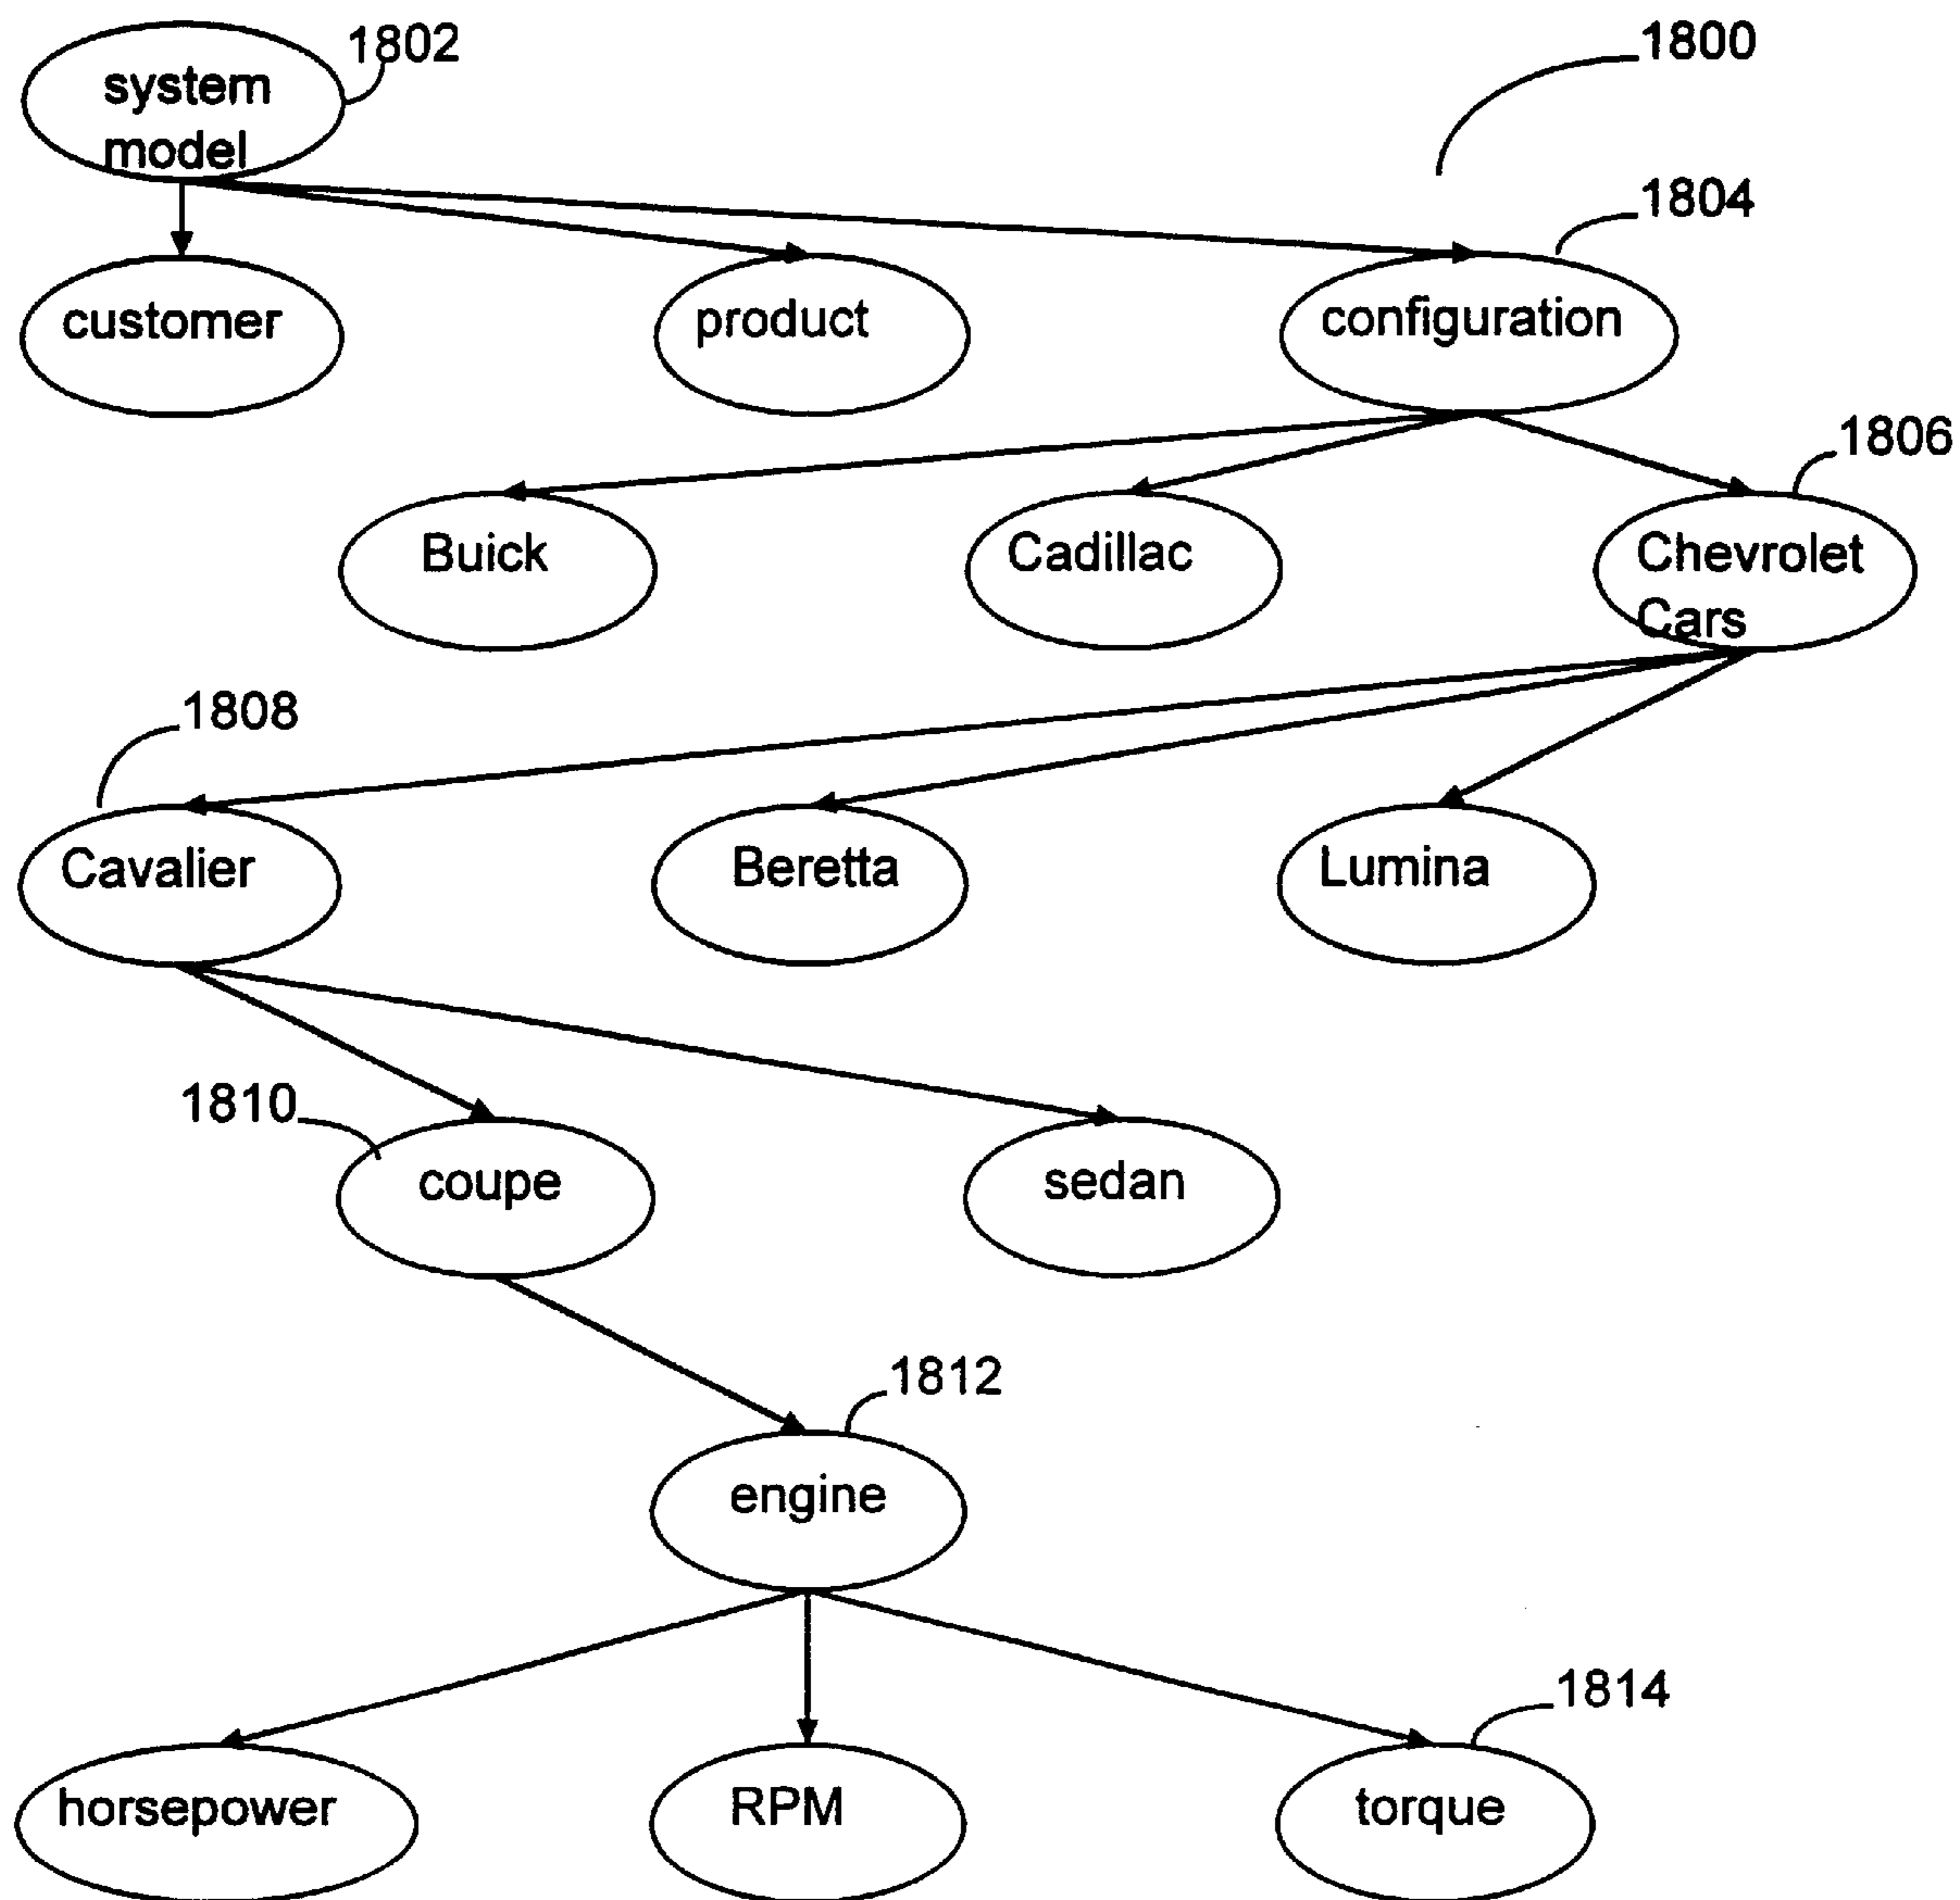 1802
1800
system
model
1804
customer
product
configuration
1806
Buick
Cadillac
Chevrolet
Cars
1808
Cavalier
Beretta
Lumina
1810
coupe
sedan
1812
engine
1814
horsepower
RPM
torque